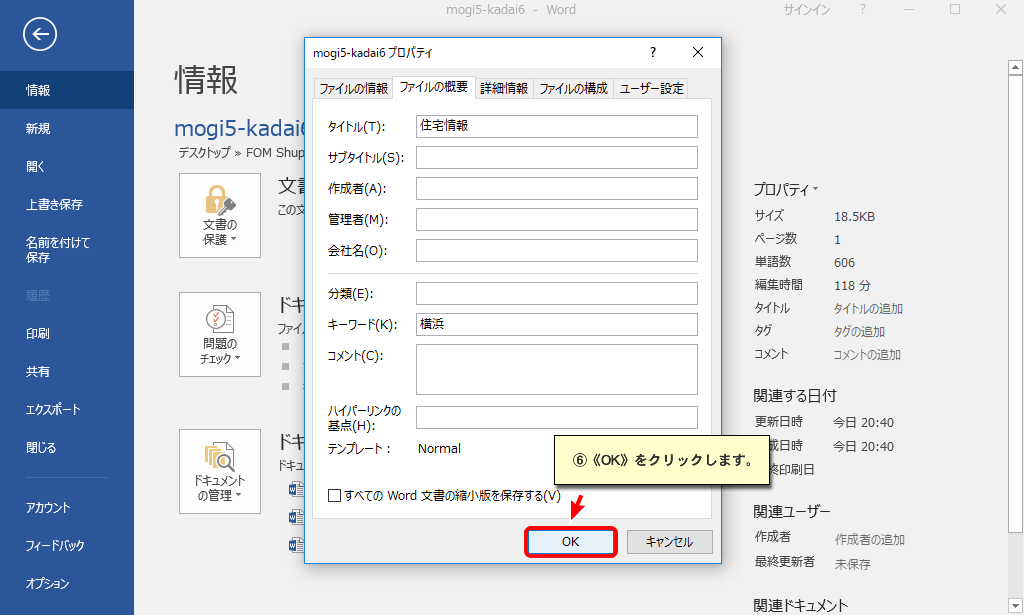 mogi5-kadai6 - Word
サインイン
?
情報
新規
開く
上書き保存
名前を付けて
保存
履歴
印刷
共有
エクスポート
閉じる
アカウント
フィードバック
オプション
情報
mogi5-kadai6
デスクトップ » FOM Shup
文書の
保護
文書
この文
問題の
チェック
ドキ
ファイ
ドキュメント
の管理
ドキ
ドキュ
mogi5-kadai6 プロパティ
?
ファイルの情報
ファイルの概要
詳細情報
ファイルの構成
ユーザー設定
タイトル(T):
住宅情報
サブタイトル(S):
作成者(A):
管理者(M):
会社名(O):
分類(E):
キーワード(K):
横浜
コメント(C):
ハイパーリンクの
基点(H):
テンプレート:
Normal
すべての Word 文書の縮小版を保存する(V)
⑥《OK》をクリックします。
OK
キャンセル
プロパティ
サイズ 18.5KB
ページ数 1
単語数 606
編集時間 118 分
タイトル タイトルの追加
タグ タグの追加
コメント コメントの追加
関連する日付
更新日時 今日 20:40
成日時 今日 20:40
終印刷日
関連ユーザー
作成者 作成者の追加
最終更新者 未保存
関連ドキュメント